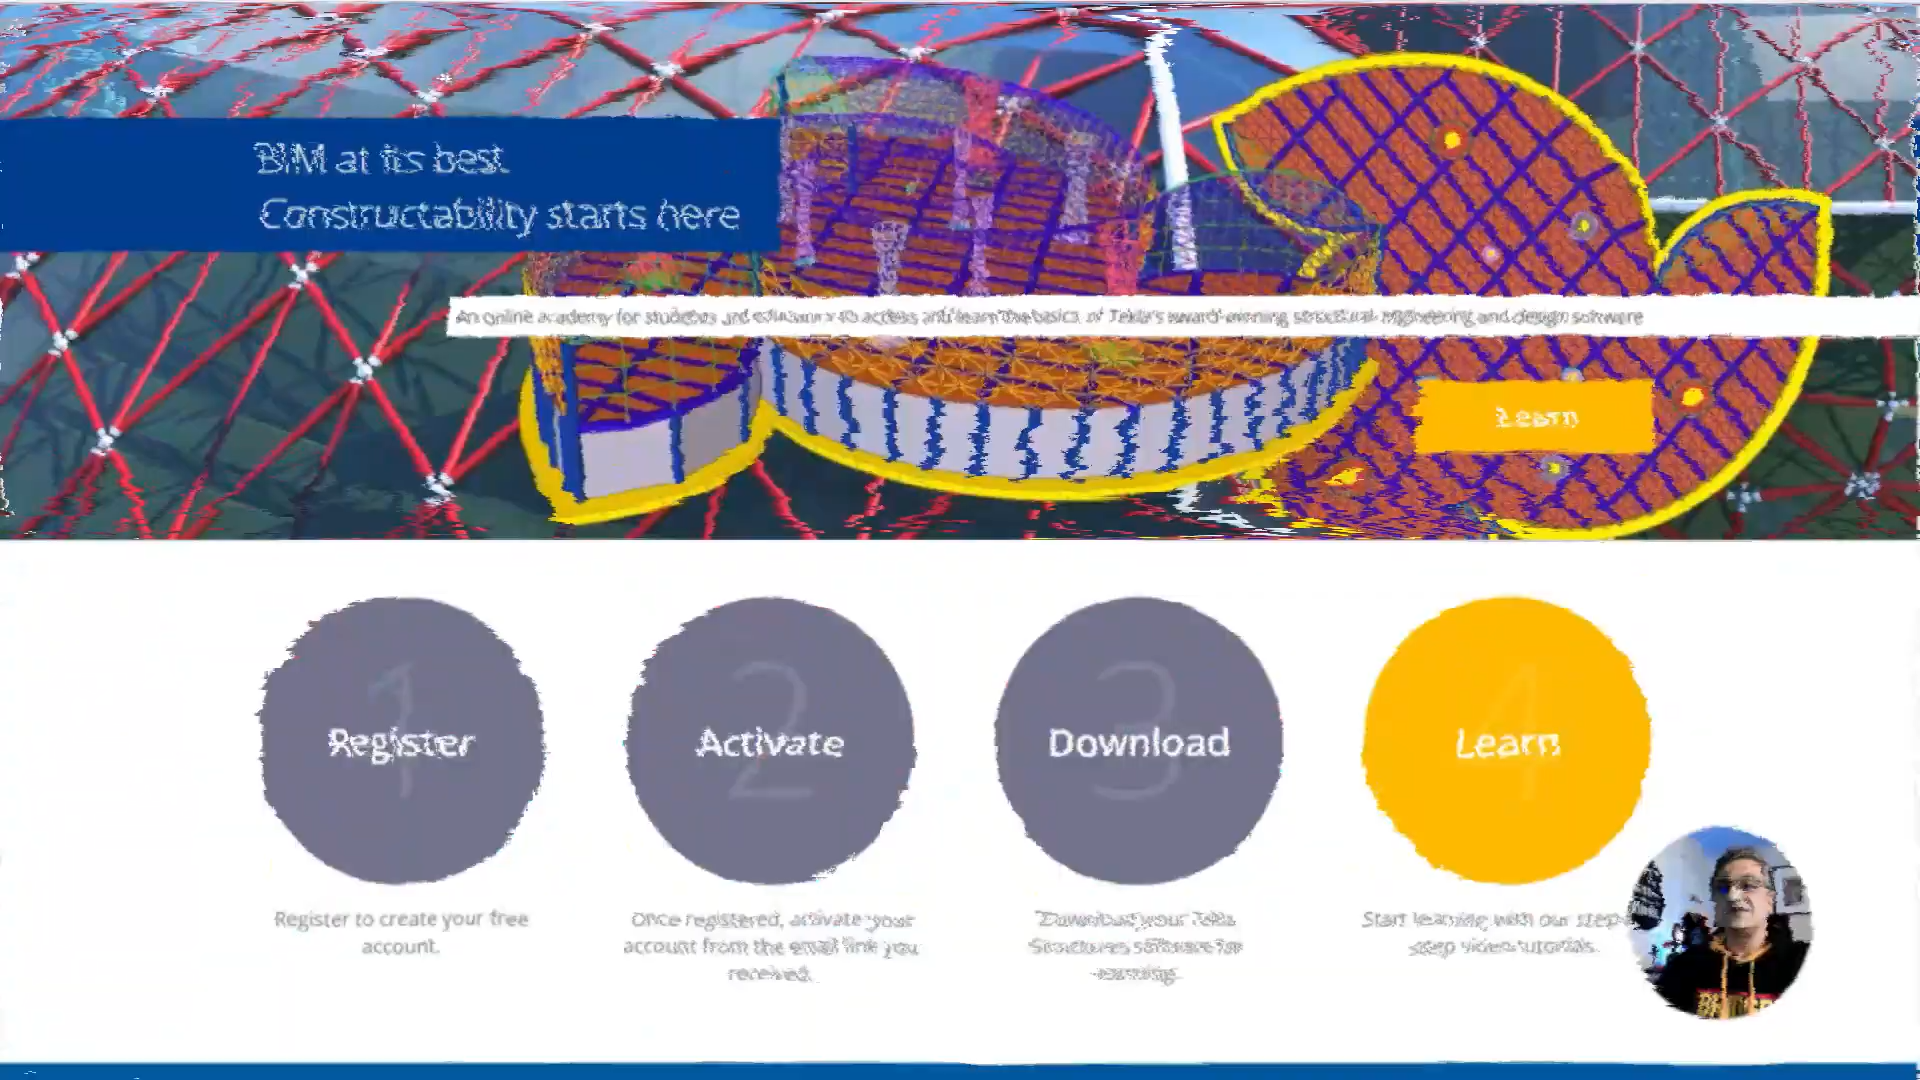 BIM at its best
Constructability starts here
An online academy for students and educators to access and learn the basics of Tekla's award-winning structural engineering and design software
Learn
1
Register
2
Activate
3
Download
4
Learn
Register to create your free
account.
Once registered, activate your
account from the email link you
received.
Download your Tekla
Structures software for
learning.
Start learning with our step
step video tutorials.